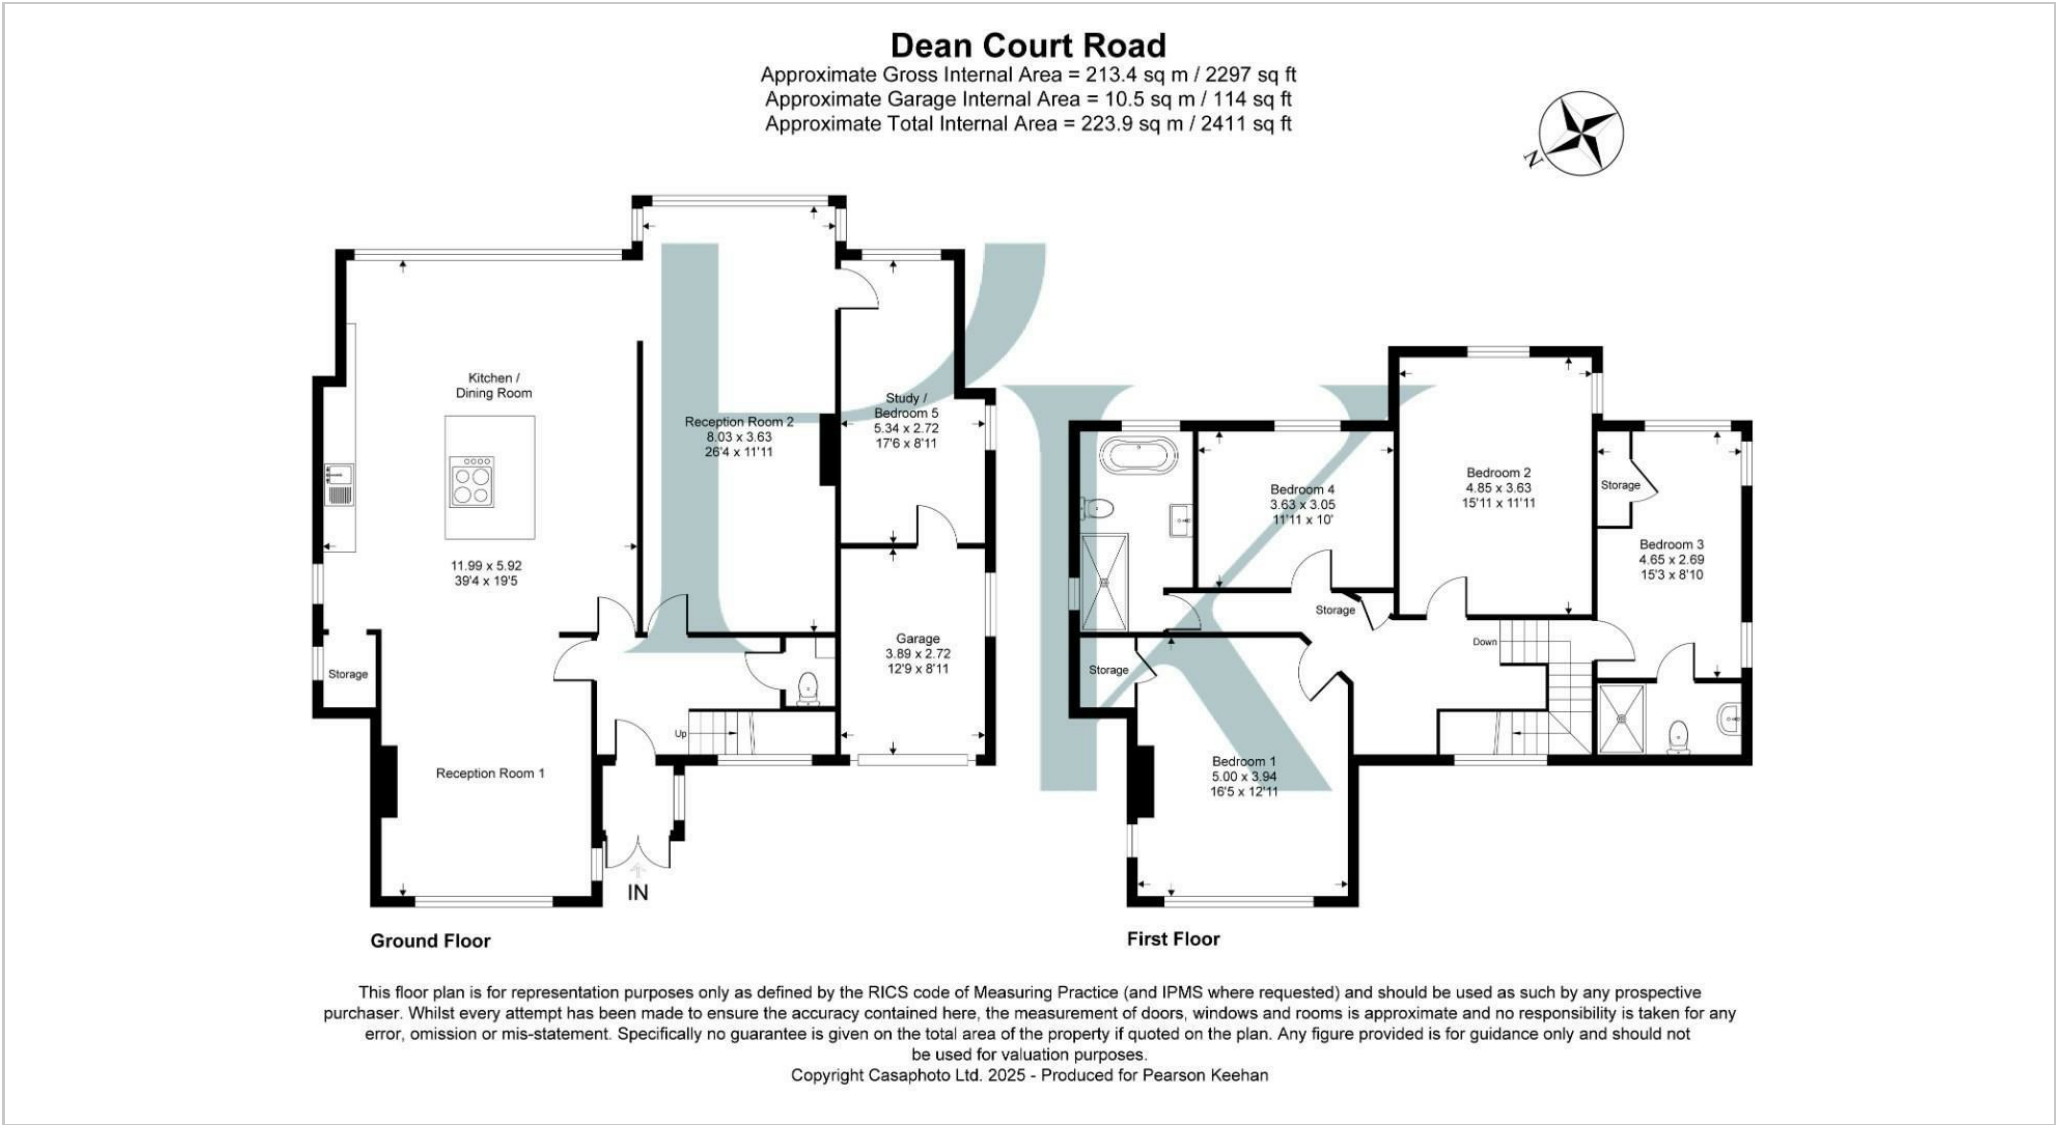 Dean Court Road
Approximate Gross Internal Area = 213.4 sq m / 2297 sq ft
Approximate Garage Internal Area = 10.5 sq m / 114 sq ft
Approximate Total Internal Area = 223.9 sq m / 2411 sq ft
N
Kitchen /
Dining Room
11.99 x 5.92
39'4 x 19'5
Reception Room 2
8.03 x 3.63
26'4 x 11'11
Study /
Bedroom 5
5.34 x 2.72
17'6 x 8'11
Garage
3.89 x 2.72
12'9 x 8'11
Storage
Up
Reception Room 1
IN
Ground Floor
Bedroom 4
3.63 x 3.05
11'11 x 10'
Bedroom 2
4.85 x 3.63
15'11 x 11'11
Storage
Bedroom 3
4.65 x 2.69
15'3 x 8'10
Storage
Down
Storage
Bedroom 1
5.00 x 3.94
16'5 x 12'11
First Floor
PK
This floor plan is for representation purposes only as defined by the RICS code of Measuring Practice (and IPMS where requested) and should be used as such by any prospective
purchaser. Whilst every attempt has been made to ensure the accuracy contained here, the measurement of doors, windows and rooms is approximate and no responsibility is taken for any
error, omission or mis-statement. Specifically no guarantee is given on the total area of the property if quoted on the plan. Any figure provided is for guidance only and should not
be used for valuation purposes.
Copyright Casaphoto Ltd. 2025 - Produced for Pearson Keehan